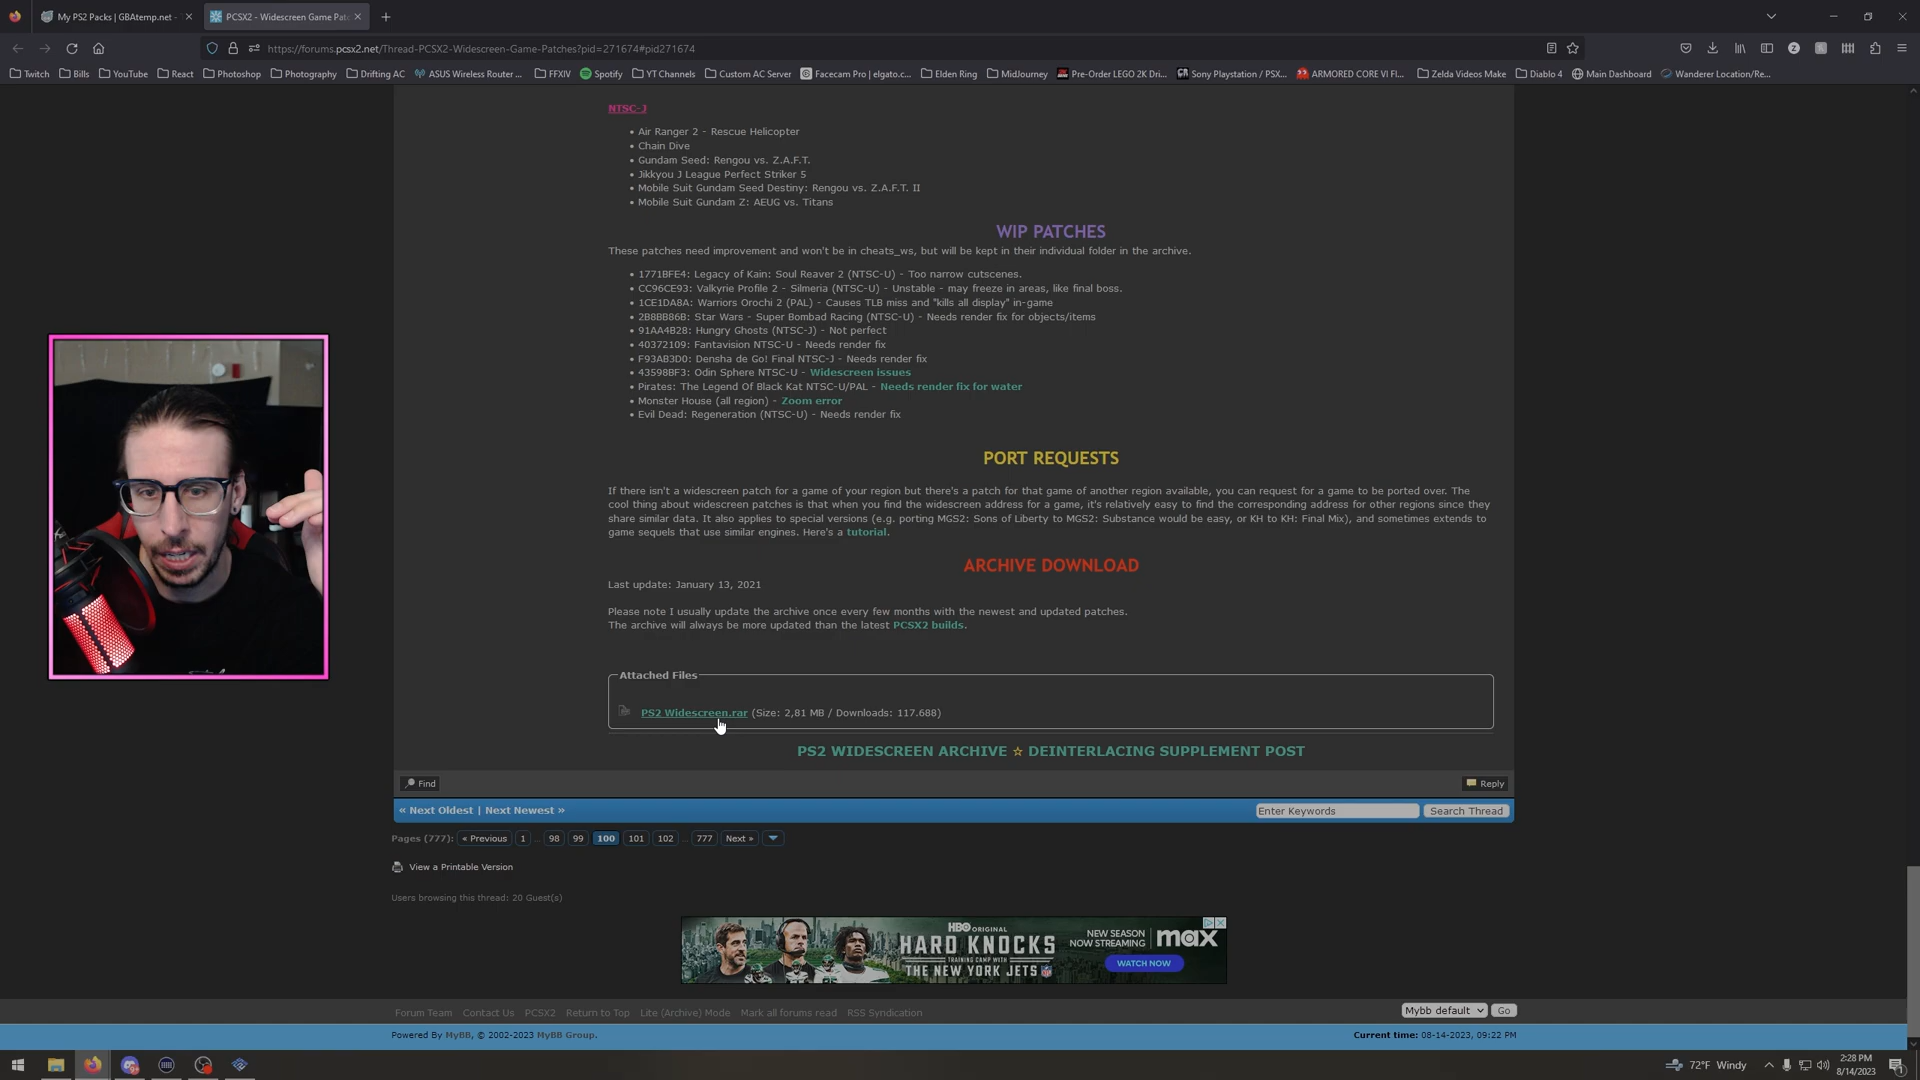 My PS2 Packs | GBAtemp.net -
PCSX2 - Widescreen Game Pat
https://forums.pcsx2.net/Thread-PCSX2-Widescreen-Game-Patches?pid=271674#pid271674
Twitch
Bills
YouTube
React
Photoshop
Photography
Drifting AC
ASUS Wireless Router ...
FFXIV
Spotify
YT Channels
Custom AC Server
Facecam Pro | elgato.c...
Elden Ring
MidJourney
Pre-Order LEGO 2K Dri...
Sony Playstation / PSX...
ARMORED CORE VI FI...
Zelda Videos Make
Diablo 4
Main Dashboard
Wanderer Location/Re...
NTSC-J
• Air Ranger 2 - Rescue Helicopter
• Chain Dive
• Gundam Seed: Rengou vs. Z.A.F.T.
• Jikkyou J League Perfect Striker 5
• Mobile Suit Gundam Seed Destiny: Rengou vs. Z.A.F.T. II
• Mobile Suit Gundam Z: AEUG vs. Titans
WIP PATCHES
These patches need improvement and won't be in cheats_ws, but will be kept in their individual folder in the archive.
• 1771BFE4: Legacy of Kain: Soul Reaver 2 (NTSC-U) - Too narrow cutscenes.
• CC96CE93: Valkyrie Profile 2 - Silmeria (NTSC-U) - Unstable - may freeze in areas, like final boss.
• 1CE1DA8A: Warriors Orochi 2 (PAL) - Causes TLB miss and "kills all display" in-game
• 2B8BB86B: Star Wars - Super Bombad Racing (NTSC-U) - Needs render fix for objects/items
• 91AA4B28: Hungry Ghosts (NTSC-J) - Not perfect
• 40372109: Fantavision NTSC-U - Needs render fix
• F93AB3D0: Densha de Go! Final NTSC-J - Needs render fix
• 43598BF3: Odin Sphere NTSC-U - Widescreen issues
• Pirates: The Legend Of Black Kat NTSC-U/PAL - Needs render fix for water
• Monster House (all region) - Zoom error
• Evil Dead: Regeneration (NTSC-U) - Needs render fix
PORT REQUESTS
If there isn't a widescreen patch for a game of your region but there's a patch for that game of another region available, you can request for a game to be ported over. The
cool thing about widescreen patches is that when you find the widescreen address for a game, it's relatively easy to find the corresponding address for other regions since they
share similar data. It also applies to special versions (e.g. porting MGS2: Sons of Liberty to MGS2: Substance would be easy, or KH to KH: Final Mix), and sometimes extends to
game sequels that use similar engines. Here's a tutorial.
ARCHIVE DOWNLOAD
Last update: January 13, 2021
Please note I usually update the archive once every few months with the newest and updated patches.
The archive will always be more updated than the latest PCSX2 builds.
Attached Files
PS2 Widescreen.rar (Size: 2,81 MB / Downloads: 117.688)
PS2 WIDESCREEN ARCHIVE ☆ DEINTERLACING SUPPLEMENT POST
Find
Reply
« Next Oldest | Next Newest »
Enter Keywords
Search Thread
Pages (777): « Previous 1 ... 98 99 100 101 102 ... 777 Next »
View a Printable Version
Users browsing this thread: 20 Guest(s)
HBO ORIGINAL
HARD KNOCKS
TRAINING CAMP WITH
THE NEW YORK JETS
NEW SEASON
NOW STREAMING
max
WATCH NOW
Forum Team Contact Us PCSX2 Return to Top Lite (Archive) Mode Mark all forums read RSS Syndication
Mybb default
Go
Powered By MyBB, © 2002-2023 MyBB Group.
Current time: 08-14-2023, 09:22 PM
72°F Windy
2:28 PM
8/14/2023